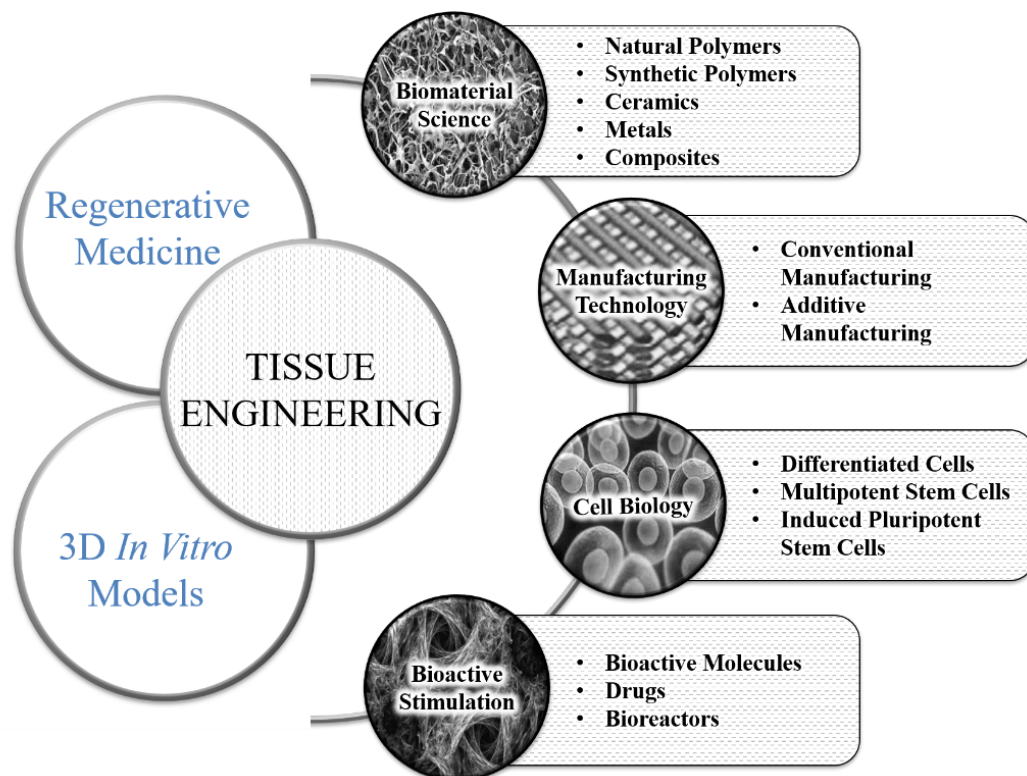 Regenerative
Medicine
TISSUE
ENGINEERING
3D In Vitro
Models
Biomaterial
Science
• Natural Polymers
• Synthetic Polymers
• Ceramics
• Metals
• Composites
Manufacturing
Technology
• Conventional
Manufacturing
• Additive
Manufacturing
Cell Biology
• Differentiated Cells
• Multipotent Stem Cells
• Induced Pluripotent
Stem Cells
Bioactive
Stimulation
• Bioactive Molecules
• Drugs
• Bioreactors